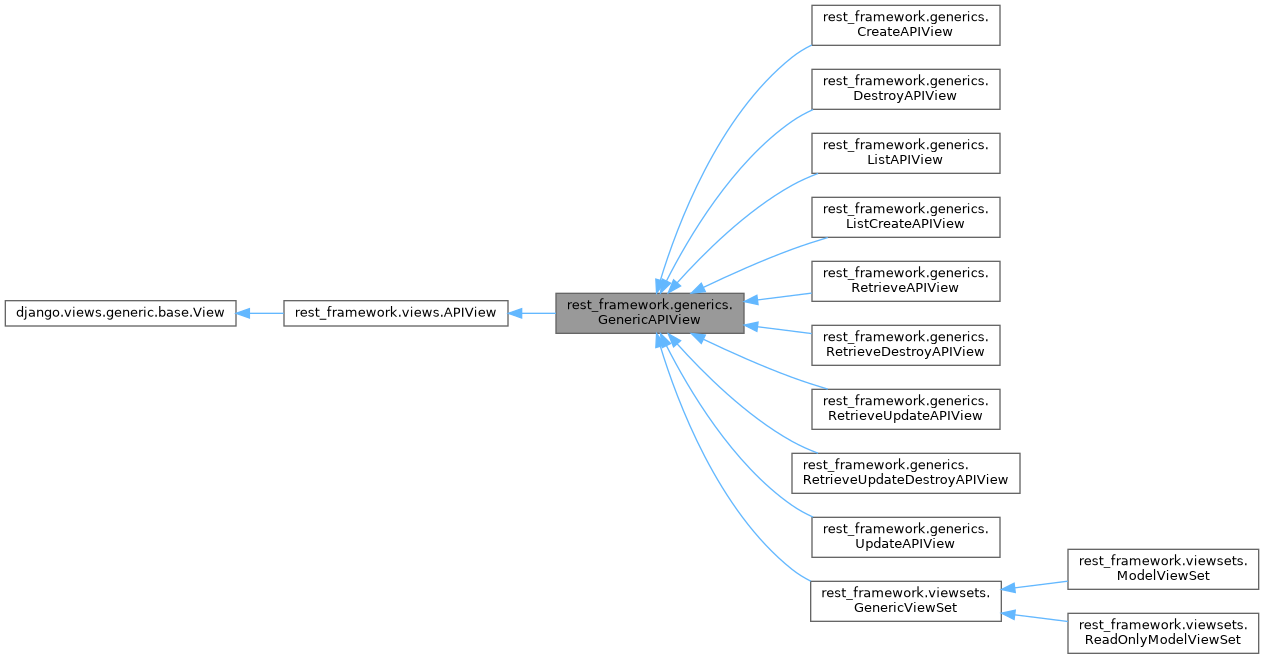 rest_framework.generics.
CreateAPIView
rest_framework.generics.
DestroyAPIView
rest_framework.generics.
ListAPIView
rest_framework.generics.
ListCreateAPIView
rest_framework.generics.
RetrieveAPIView
django.views.generic.base.View
rest_framework.views.APIView
rest_framework.generics.
GenericAPIView
rest_framework.generics.
RetrieveDestroyAPIView
rest_framework.generics.
RetrieveUpdateAPIView
rest_framework.generics.
RetrieveUpdateDestroyAPIView
rest_framework.generics.
UpdateAPIView
rest_framework.viewsets.
GenericViewSet
rest_framework.viewsets.
ModelViewSet
rest_framework.viewsets.
ReadOnlyModelViewSet